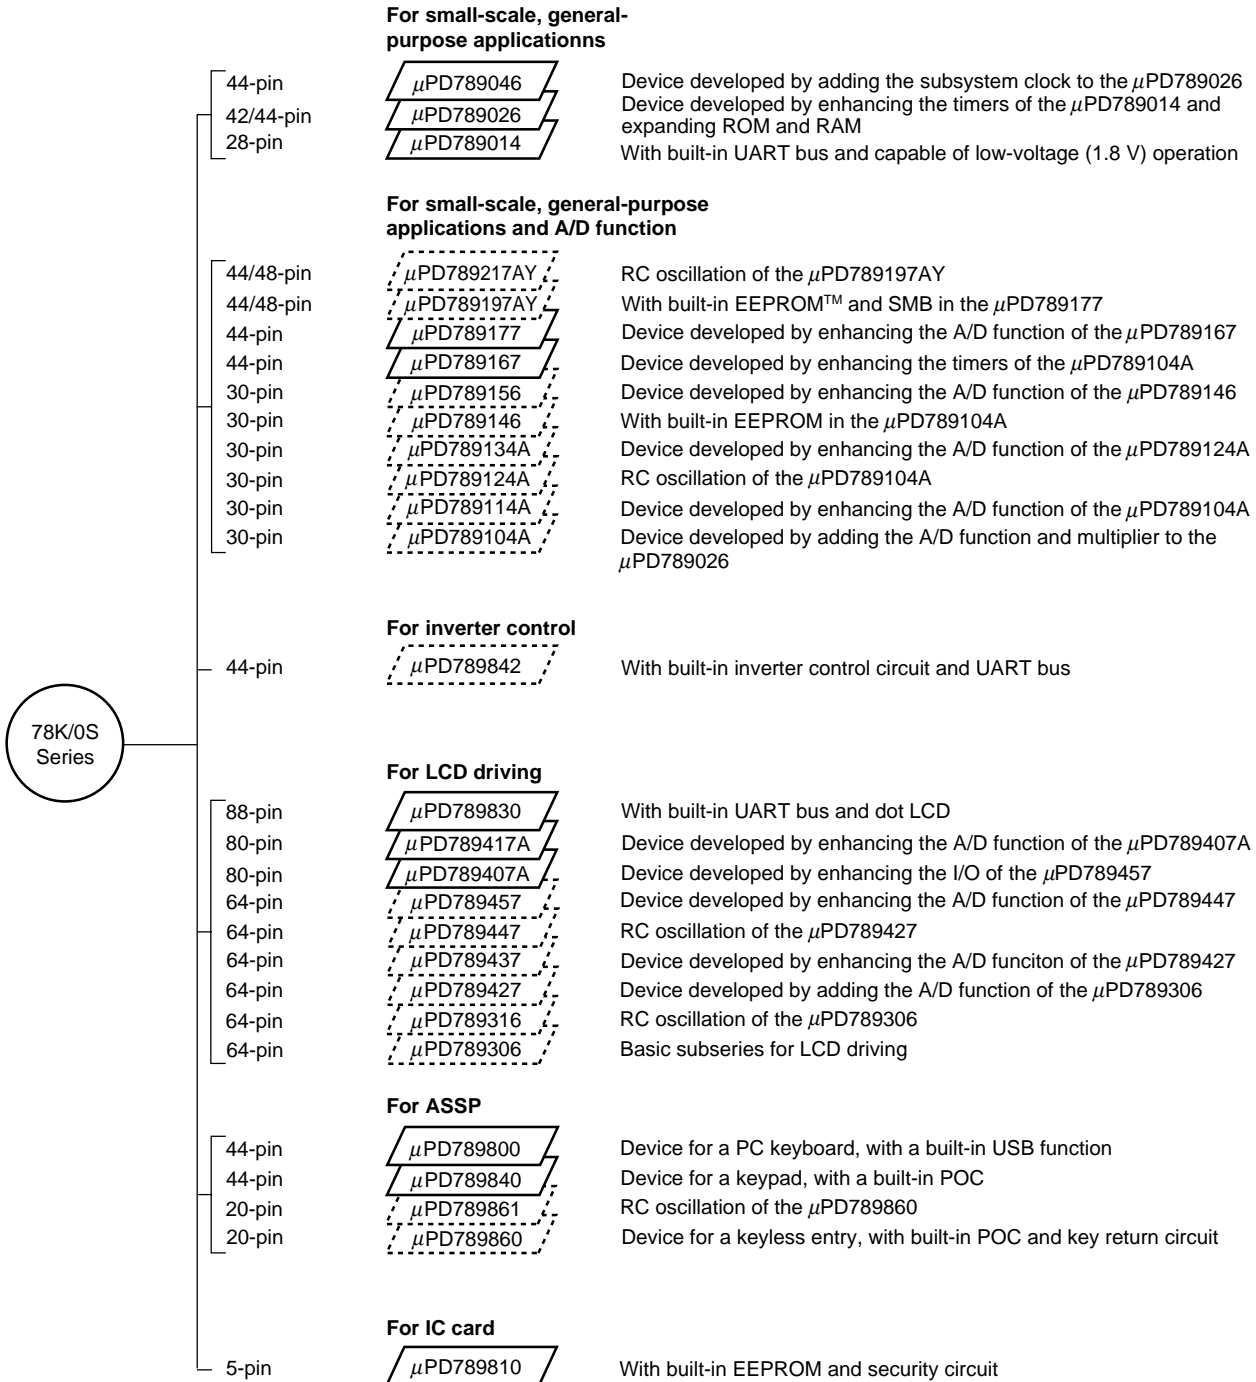 For small-scale, general-
purpose applicationns
44-pin μPD789046 Device developed by adding the subsystem clock to the μPD789026
42/44-pin μPD789026 Device developed by enhancing the timers of the μPD789014 and
expanding ROM and RAM
28-pin μPD789014 With built-in UART bus and capable of low-voltage (1.8 V) operation
For small-scale, general-purpose
applications and A/D function
44/48-pin μPD789217AY RC oscillation of the μPD789197AY
44/48-pin μPD789197AY With built-in EEPROM™ and SMB in the μPD789177
44-pin μPD789177 Device developed by enhancing the A/D function of the μPD789167
44-pin μPD789167 Device developed by enhancing the timers of the μPD789104A
30-pin μPD789156 Device developed by enhancing the A/D function of the μPD789146
30-pin μPD789146 With built-in EEPROM in the μPD789104A
30-pin μPD789134A Device developed by enhancing the A/D function of the μPD789124A
30-pin μPD789124A RC oscillation of the μPD789104A
30-pin μPD789114A Device developed by enhancing the A/D function of the μPD789104A
30-pin μPD789104A Device developed by adding the A/D function and multiplier to the
μPD789026
For inverter control
44-pin μPD789842 With built-in inverter control circuit and UART bus
78K/0S
Series
For LCD driving
88-pin μPD789830 With built-in UART bus and dot LCD
80-pin μPD789417A Device developed by enhancing the A/D function of the μPD789407A
80-pin μPD789407A Device developed by enhancing the I/O of the μPD789457
64-pin μPD789457 Device developed by enhancing the A/D function of the μPD789447
64-pin μPD789447 RC oscillation of the μPD789427
64-pin μPD789437 Device developed by enhancing the A/D funciton of the μPD789427
64-pin μPD789427 Device developed by adding the A/D function of the μPD789306
64-pin μPD789316 RC oscillation of the μPD789306
64-pin μPD789306 Basic subseries for LCD driving
For ASSP
44-pin μPD789800 Device for a PC keyboard, with a built-in USB function
44-pin μPD789840 Device for a keypad, with a built-in POC
20-pin μPD789861 RC oscillation of the μPD789860
20-pin μPD789860 Device for a keyless entry, with built-in POC and key return circuit
For IC card
5-pin μPD789810 With built-in EEPROM and security circuit